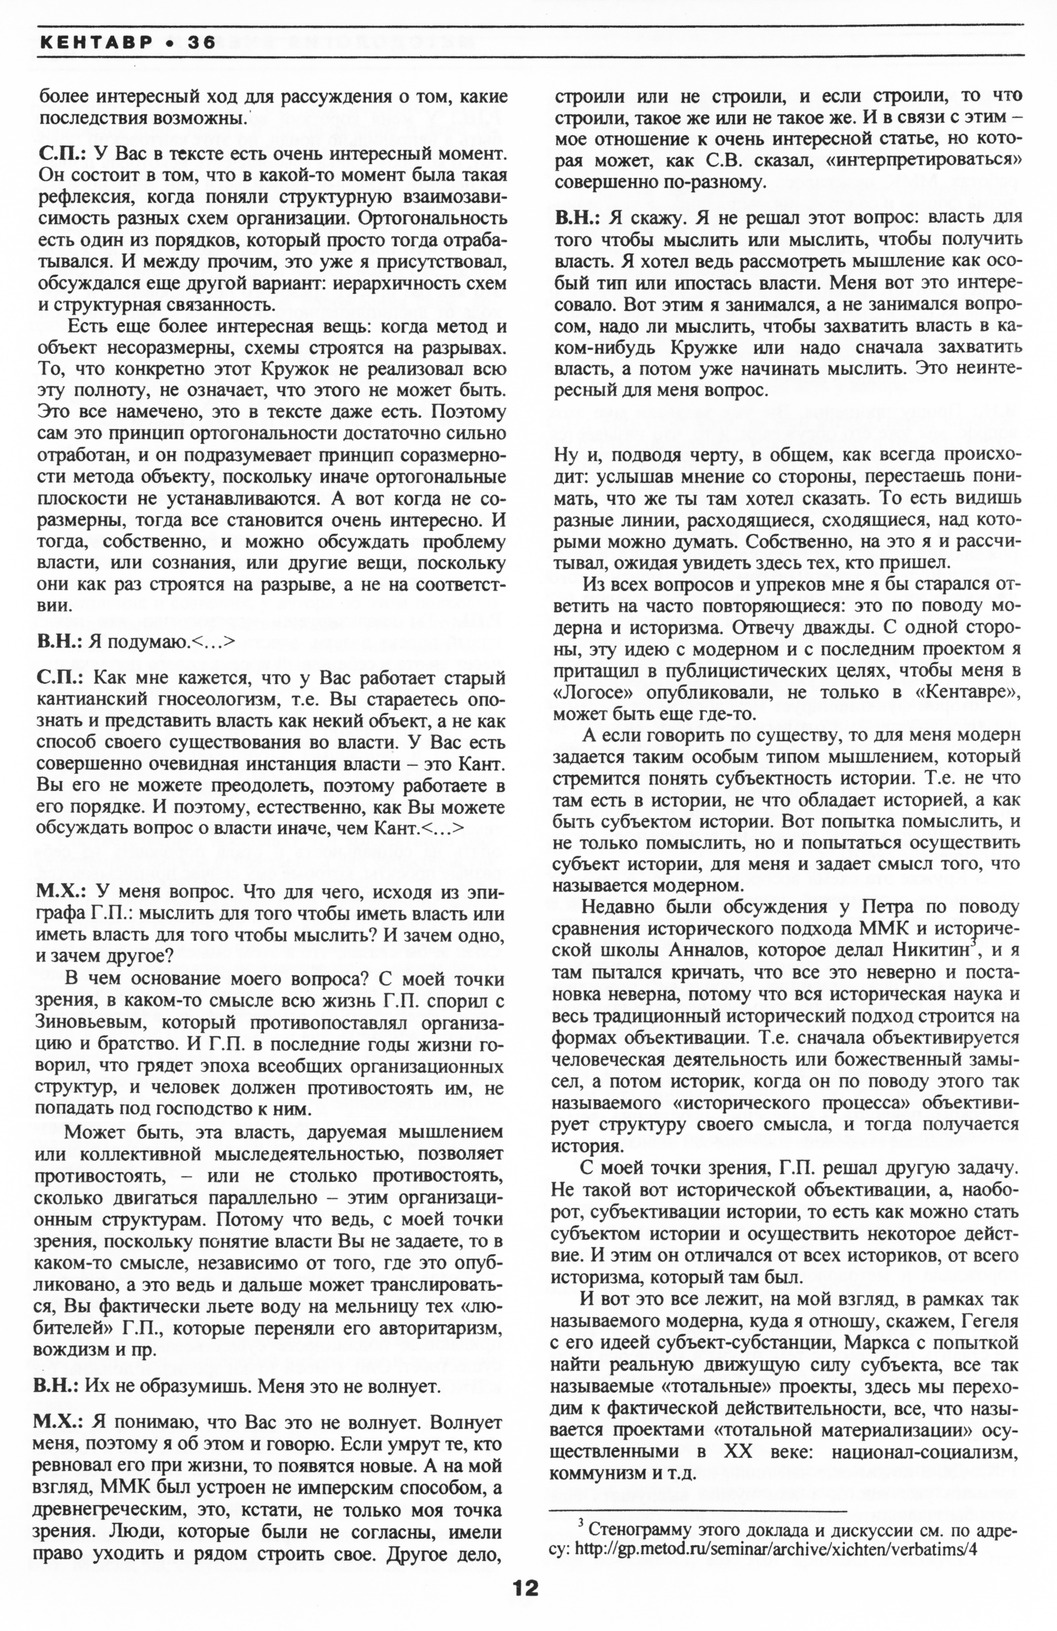 КЕНТАВР • 36
более интересный ход для рассуждения о том, какие
последствия возможны.
С.П.: У Вас в тексте есть очень интересный момент.
Он состоит в том, что в какой-то момент была такая
рефлексия, когда поняли структурную взаимозави-
симость разных схем организации. Ортогональность
есть один из порядков, который просто тогда отраба-
тывался. И между прочим, это уже я присутствовал,
обсуждался еще другой вариант: иерархичность схем
и структурная связанность.
Есть еще более интересная вещь: когда метод и
объект несоразмерны, схемы строятся на разрывах.
То, что конкретно этот Кружок не реализовал всю
эту полноту, не означает, что этого не может быть.
Это все намечено, это в тексте даже есть. Поэтому
сам это принцип ортогональности достаточно сильно
отработан, и он подразумевает принцип соразмерно-
сти метода объекту, поскольку иначе ортогональные
плоскости не устанавливаются. А вот когда не со-
размерны, тогда все становится очень интересно. И
тогда, собственно, и можно обсуждать проблему
власти, или сознания, или другие вещи, поскольку
они как раз строятся на разрыве, а не на соответст-
вии.
В.Н.: Я подумаю.<...>
С.П.: Как мне кажется, что у Вас работает старый
кантианский гносеологизм, т.е. Вы стараетесь опо-
знать и представить власть как некий объект, а не как
способ своего существования во власти. У Вас есть
совершенно очевидная инстанция власти – это Кант.
Вы его не можете преодолеть, поэтому работаете в
его порядке. И поэтому, естественно, как Вы можете
обсуждать вопрос о власти иначе, чем Кант.<...>
М.Х.: У меня вопрос. Что для чего, исходя из эпи-
графа Г.П.: мыслить для того чтобы иметь власть или
иметь власть для того чтобы мыслить? И зачем одно,
и зачем другое?
В чем основание моего вопроса? С моей точки
зрения, в каком-то смысле всю жизнь Г.П. спорил с
Зиновьевым, который противопоставлял организа-
цию и братство. И Г.П. в последние годы жизни го-
ворил, что грядет эпоха всеобщих организационных
структур, и человек должен противостоять им, не
попадать под господство к ним.
Может быть, эта власть, даруемая мышлением
или коллективной мыследеятельностью, позволяет
противостоять, – или не столько противостоять,
сколько двигаться параллельно – этим организаци-
онным структурам. Потому что ведь, с моей точки
зрения, поскольку понятие власти Вы не задаете, то в
каком-то смысле, независимо от того, где это опуб-
ликовано, а это ведь и дальше может транслировать-
ся, Вы фактически льете воду на мельницу тех «лю-
бителей» Г.П., которые переняли его авторитаризм,
вождизм и пр.
В.Н.: Их не образумишь. Меня это не волнует.
М.Х.: Я понимаю, что Вас это не волнует. Волнует
меня, поэтому я об этом и говорю. Если умрут те, кто
ревновал его при жизни, то появятся новые. А на мой
взгляд, ММК был устроен не имперским способом, а
древнегреческим, это, кстати, не только моя точка
зрения. Люди, которые были не согласны, имели
право уходить и рядом строить свое. Другое дело,
строили или не строили, и если строили, то что
строили, такое же или не такое же. И в связи с этим –
мое отношение к очень интересной статье, но кото-
рая может, как С.В. сказал, «интерпретироваться»
совершенно по-разному.
В.Н.: Я скажу. Я не решал этот вопрос: власть для
того чтобы мыслить или мыслить, чтобы получить
власть. Я хотел ведь рассмотреть мышление как осо-
бый тип или ипостась власти. Меня вот это интере-
совало. Вот этим я занимался, а не занимался вопро-
сом, надо ли мыслить, чтобы захватить власть в ка-
ком-нибудь Кружке или надо сначала захватить
власть, а потом уже начинать мыслить. Это неинте-
ресный для меня вопрос.
Ну и, подводя черту, в общем, как всегда происхо-
дит: услышав мнение со стороны, перестаешь пони-
мать, что же ты там хотел сказать. То есть видишь
разные линии, расходящиеся, сходящиеся, над кото-
рыми можно думать. Собственно, на это я и рассчи-
тывал, ожидая увидеть здесь тех, кто пришел.
Из всех вопросов и упреков мне я бы старался от-
ветить на часто повторяющиеся: это по поводу мо-
дерна и историзма. Отвечу дважды. С одной сторо-
ны, эту идею с модерном и с последним проектом я
притащил в публицистических целях, чтобы меня в
«Логосе» опубликовали, не только в «Кентавре»,
может быть еще где-то.
А если говорить по существу, то для меня модерн
задается таким особым типом мышлением, который
стремится понять субъектность истории. Т.е. не что
там есть в истории, не что обладает историей, а как
быть субъектом истории. Вот попытка помыслить, и
не только помыслить, но и попытаться осуществить
субъект истории, для меня и задает смысл того, что
называется модерном.
Недавно были обсуждения у Петра по поводу
сравнения исторического подхода ММК и историче-
ской школы Анналов, которое делал Никитин3, и я
там пытался кричать, что все это неверно и поста-
новка неверна, потому что вся историческая наука и
весь традиционный исторический подход строится на
формах объективации. Т.е. сначала объективируется
человеческая деятельность или божественный замы-
сел, а потом историк, когда он по поводу этого так
называемого «исторического процесса» объективи-
рует структуру своего смысла, и тогда получается
история.
С моей точки зрения, Г.П. решал другую задачу.
Не такой вот исторической объективации, а, наобо-
рот, субъективации истории, то есть как можно стать
субъектом истории и осуществить некоторое дейст-
вие. И этим он отличался от всех историков, от всего
историзма, который там был.
И вот это все лежит, на мой взгляд, в рамках так
называемого модерна, куда я отношу, скажем, Гегеля
с его идеей субъект-субстанции, Маркса с попыткой
найти реальную движущую силу субъекта, все так
называемые «тотальные» проекты, здесь мы перехо-
дим к фактической действительности, все, что назы-
вается проектами «тотальной материализации» осу-
ществленными в XX веке: национал-социализм,
коммунизм и т.д.
3 Стенограмму этого доклада и дискуссии см. по адре-
су: http://gp.metod.ru/seminar/archive/xichten/verbatims/4
12